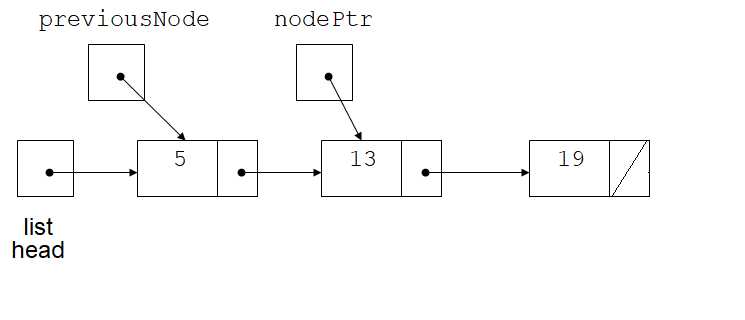 previousNode nodePtr
5 13 19
list
head